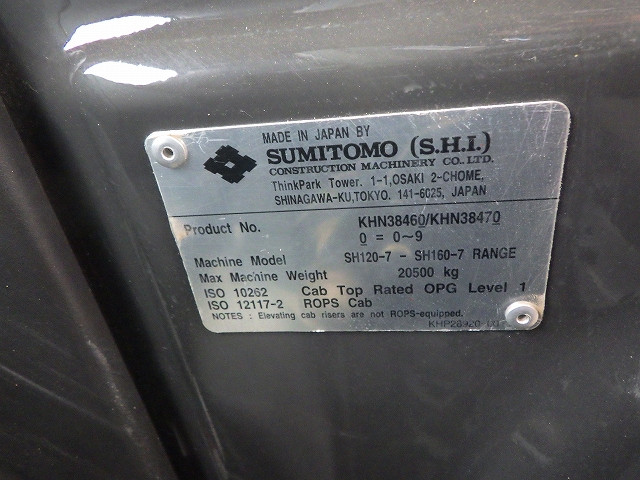 MADE IN JAPAN BY
SUMITOMO (S.H.I.)
CONSTRUCTION MACHINERY CO., LTD.
ThinkPark Tower. 1-1,OSAKI 2-CHOME,
SHINAGAWA-KU,TOKYO. 141-6025, JAPAN
Product No. KHN38460/KHN38470
0 = 0~9
Machine Model SH120-7 - SH160-7 RANGE
Max Machine Weight 20500 kg
ISO 10262 Cab Top Rated OPG Level 1
ISO 12117-2 ROPS Cab
NOTES : Elevating cab risers are not ROPS-equipped.